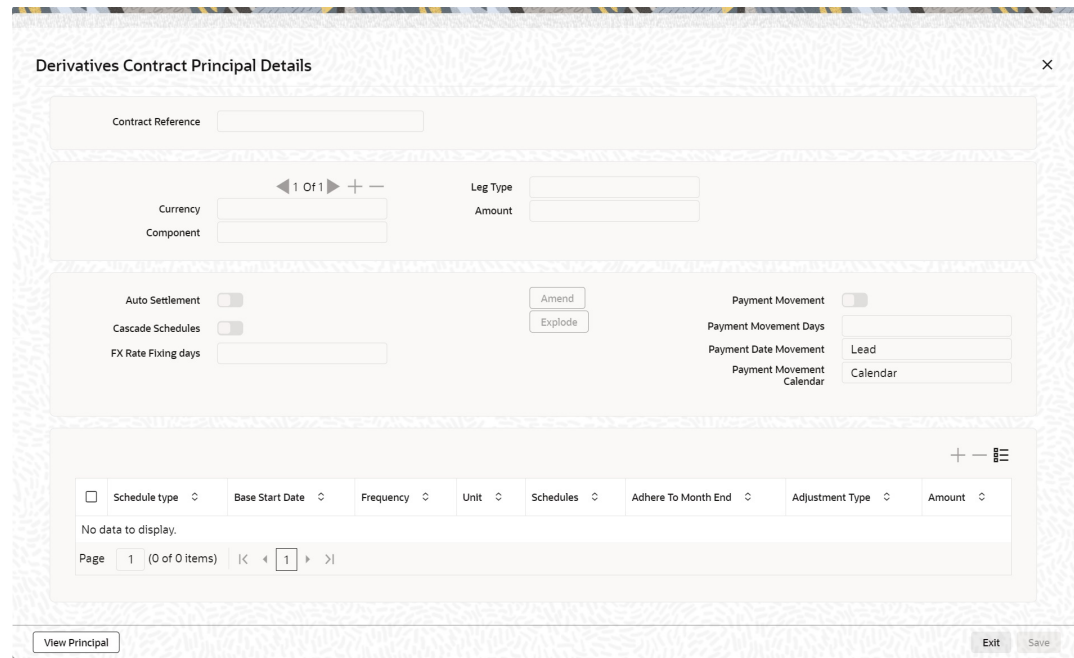 Derivatives Contract Principal Details
Contract Reference
1 Of 1
Currency
Component
Leg Type
Amount
Auto Settlement
Cascade Schedules
FX Rate Fixing days
Amend
Explode
Payment Movement
Payment Movement Days
Payment Date Movement Lead
Payment Movement
Calendar Calendar
Schedule type Base Start Date Frequency Unit Schedules Adhere To Month End Adjustment Type Amount
No data to display.
Page 1 (0 of 0 items) 1
View Principal Exit Save